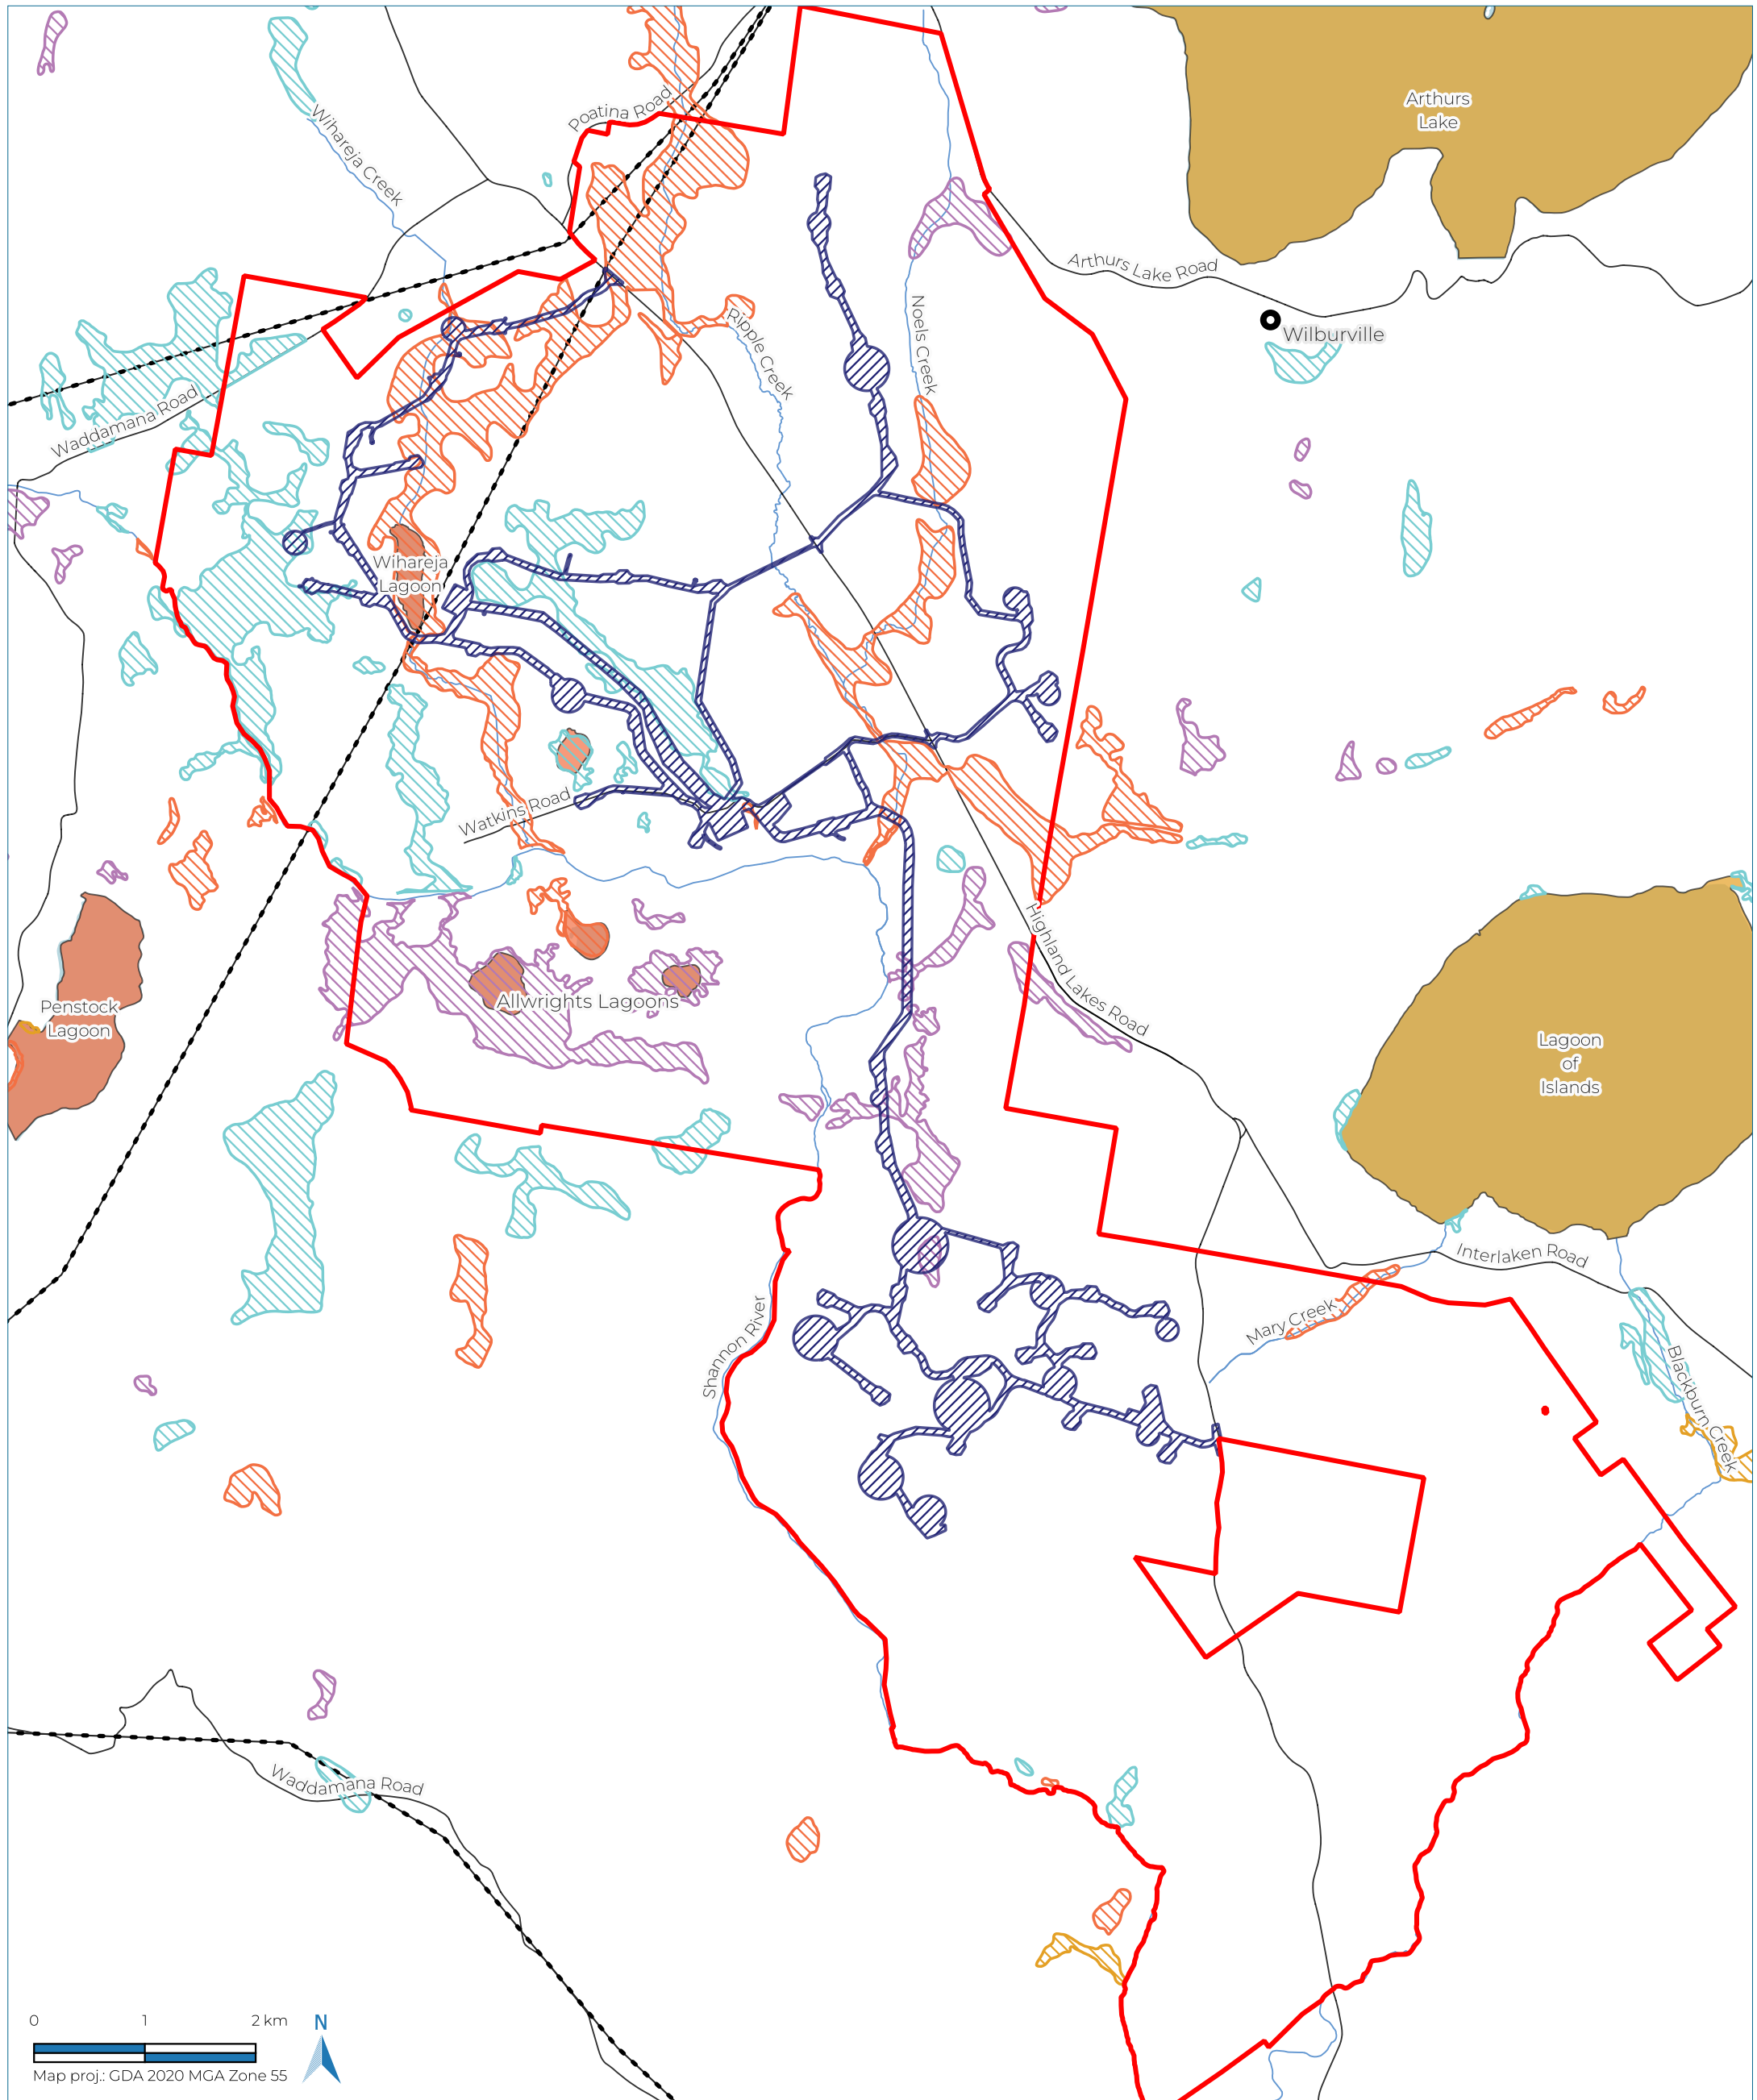 Arthurs
Lake
Poatina Road
Wihareja Creek
Arthurs Lake Road
Noels Creek
Ripple Creek
Wilburville
Waddamana Road
Wihareja
Lagoon
Watkins Road
Highland Lakes Road
Allwrights Lagoons
Penstock
Lagoon
Lagoon
of
Islands
Interlaken Road
Mary Creek
Shannon River
Blackburn Creek
Waddamana Road
0 1 2 km
N
Map proj.: GDA 2020 MGA Zone 55